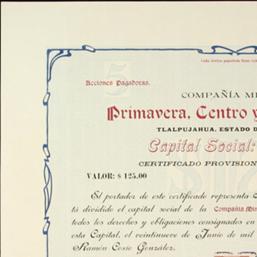 Acciones Pagadoras.
COMPAÑÍA MI
Primavera, Centro y
TLALPUJAHUA, ESTADO D
Capital Social:
CERTIFICADO PROVISION
VALOR: $ 125.00
El portador de este certificado representa
tá dividido el capital social de la Compañía Min
todos los derechos y obligaciones consignados en
esta Capital, el veintinueve de Junio de mil
Ramón Cosío González.